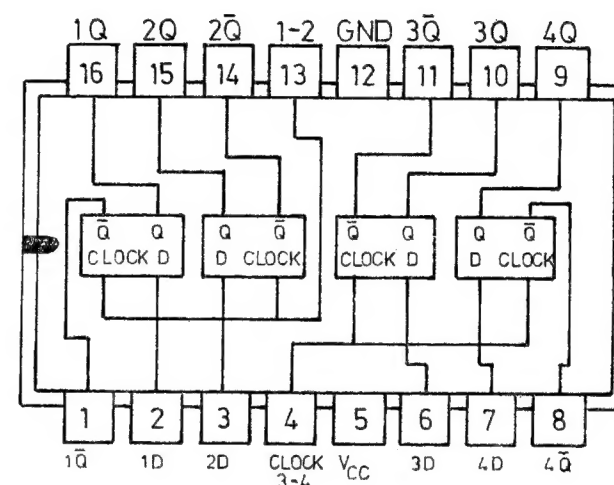 1Q 2Q 2Q̅ 1-2 GND 3Q̅ 3Q 4Q
16 15 14 13 12 11 10 9
Q̅ Q Q Q̅ Q̅ Q Q Q̅
CLOCK D D CLOCK CLOCK D D CLOCK
1 2 3 4 5 6 7 8
1Q̅ 1D 2D CLOCK VCC 3D 4D 4Q̅
3-4